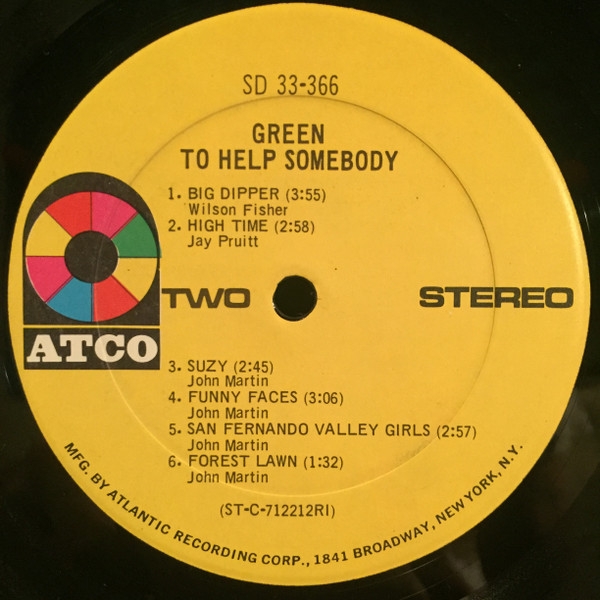 SD 33-366
GREEN
TO HELP SOMEBODY
1. BIG DIPPER (3:55)
Wilson Fisher
2. HIGH TIME (2:58)
Jay Pruitt
TWO
STEREO
ATCO
3. SUZY (2:45)
John Martin
4. FUNNY FACES (3:06)
John Martin
5. SAN FERNANDO VALLEY GIRLS (2:57)
John Martin
6. FOREST LAWN (1:32)
John Martin
(ST-C-712212RI)
MFG. BY ATLANTIC RECORDING CORP., 1841 BROADWAY, NEW YORK, N.Y.